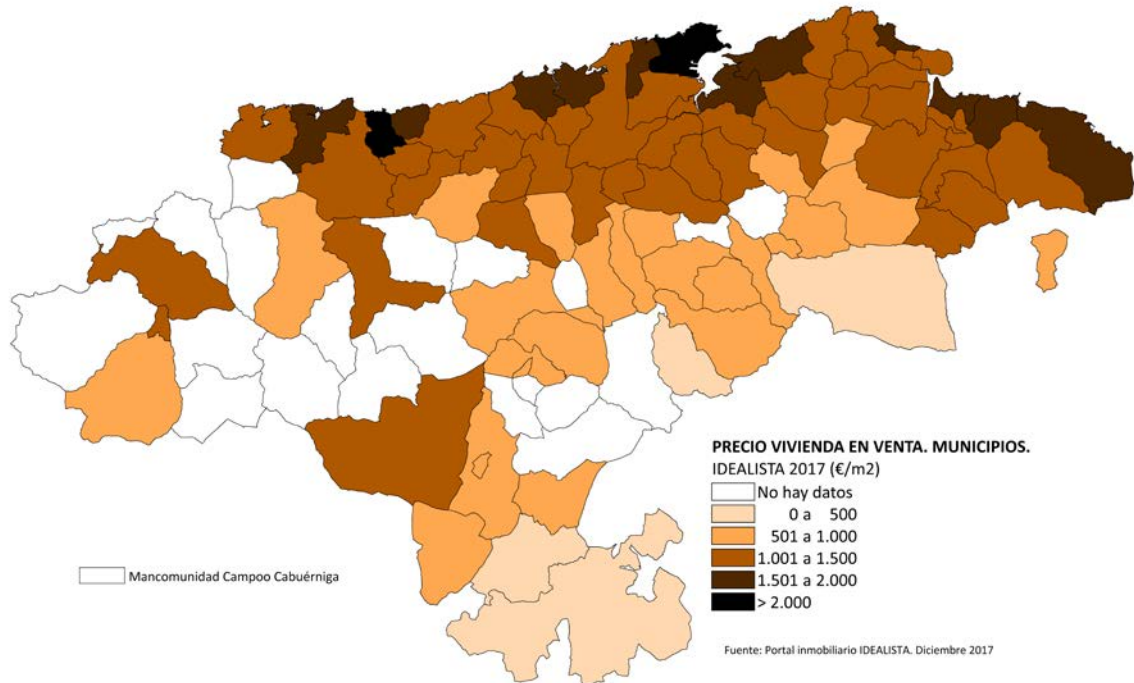 PRECIO VIVIENDA EN VENTA. MUNICIPIOS.
IDEALISTA 2017 (€/m2)
No hay datos
0 a 500
501 a 1.000
1.001 a 1.500
1.501 a 2.000
> 2.000
Mancomunidad Campoo Cabuérniga
Fuente: Portal inmobiliario IDEALISTA. Diciembre 2017